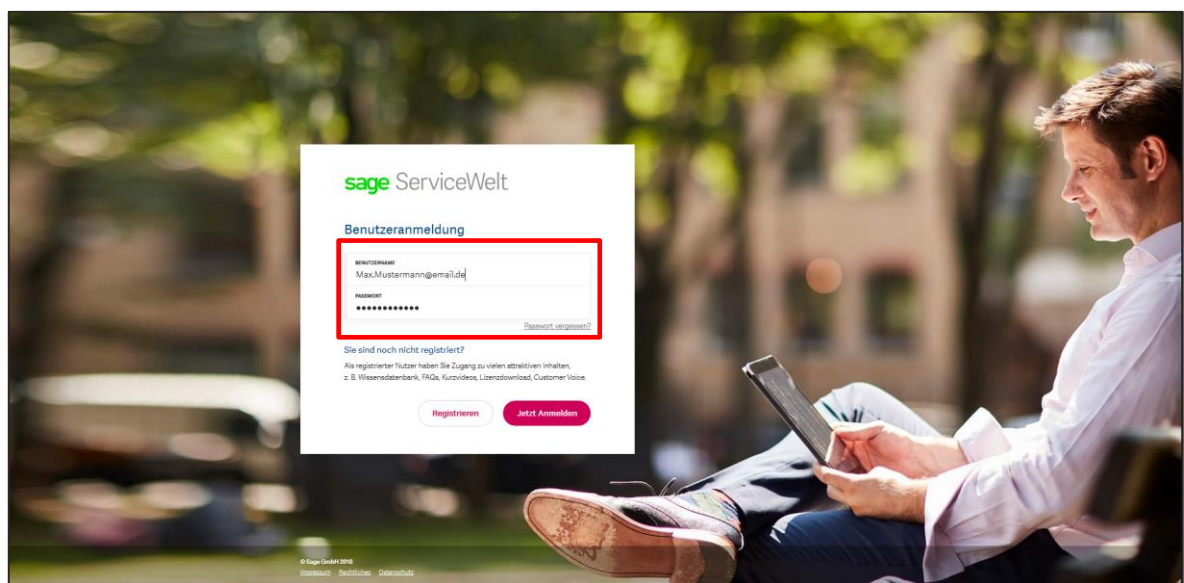 sage ServiceWelt
Benutzeranmeldung
BENUTZERNAME
Max.Mustermann@email.de
PASSWORT
Passwort vergessen?
Sie sind noch nicht registriert?
Als registrierter Nutzer haben Sie Zugang zu vielen attraktiven Inhalten,
z. B. Wissensdatenbank, FAQs, Kurzvideos, Lizenzdownload, Customer Voice.
Registrieren Jetzt Anmelden
© Sage GmbH 2018
Impressum Rechtliches Datenschutz